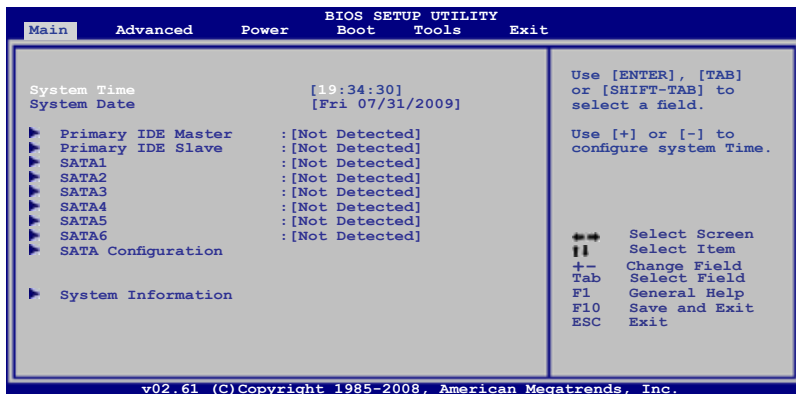 BIOS SETUP UTILITY
Main Advanced Power Boot Tools Exit
System Time [19:34:30]
System Date [Fri 07/31/2009]
Primary IDE Master :[Not Detected]
Primary IDE Slave :[Not Detected]
SATA1 :[Not Detected]
SATA2 :[Not Detected]
SATA3 :[Not Detected]
SATA4 :[Not Detected]
SATA5 :[Not Detected]
SATA6 :[Not Detected]
SATA Configuration
System Information
Use [ENTER], [TAB]
or [SHIFT-TAB] to
select a field.
Use [+] or [-] to
configure system Time.
←→ Select Screen
↑↓ Select Item
+- Change Field
Tab Select Field
F1 General Help
F10 Save and Exit
ESC Exit
v02.61 (C)Copyright 1985-2008, American Megatrends, Inc.